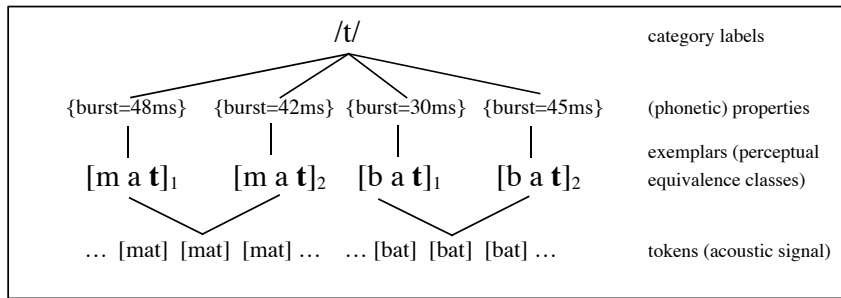 /t/ category labels
{burst=48ms} {burst=42ms} {burst=30ms} {burst=45ms} (phonetic) properties
[m a t]1 [m a t]2 [b a t]1 [b a t]2 exemplars (perceptual
equivalence classes)
… [mat] [mat] [mat] … … [bat] [bat] [bat] … tokens (acoustic signal)